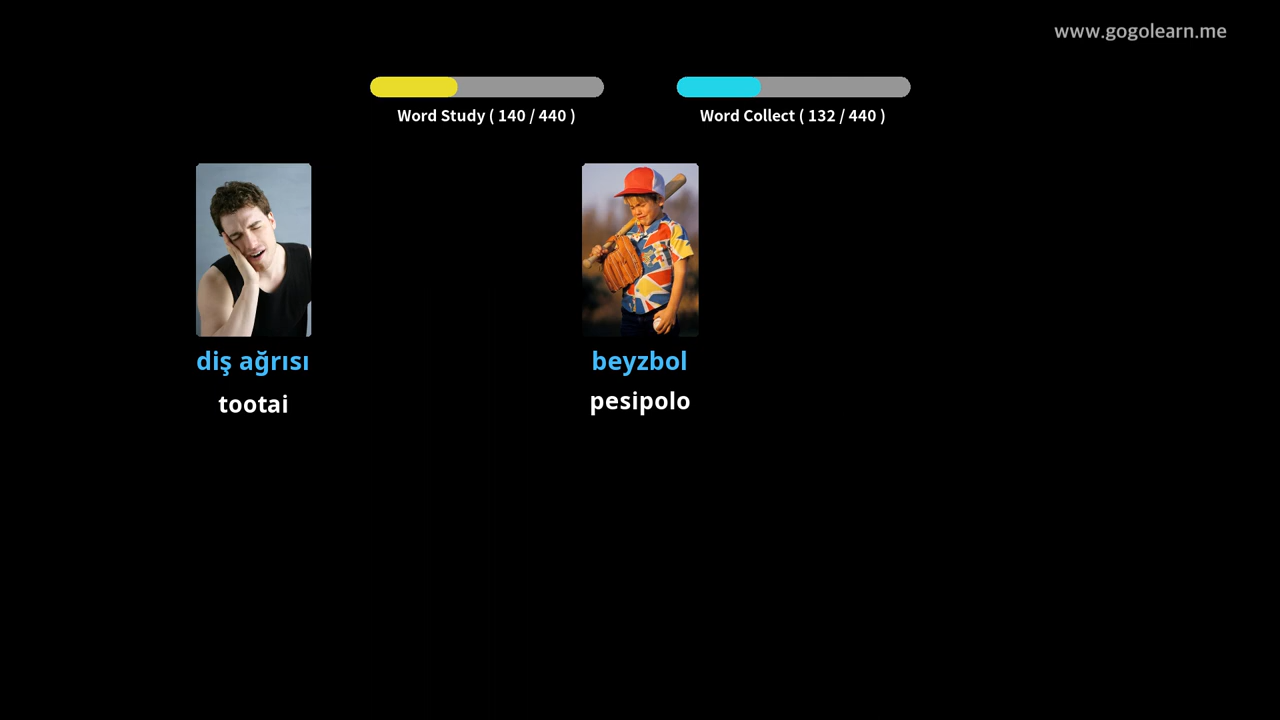 www.gogolearn.me
Word Study ( 140 / 440 )
Word Collect ( 132 / 440 )
diş ağrısı
tootai
beyzbol
pesipolo